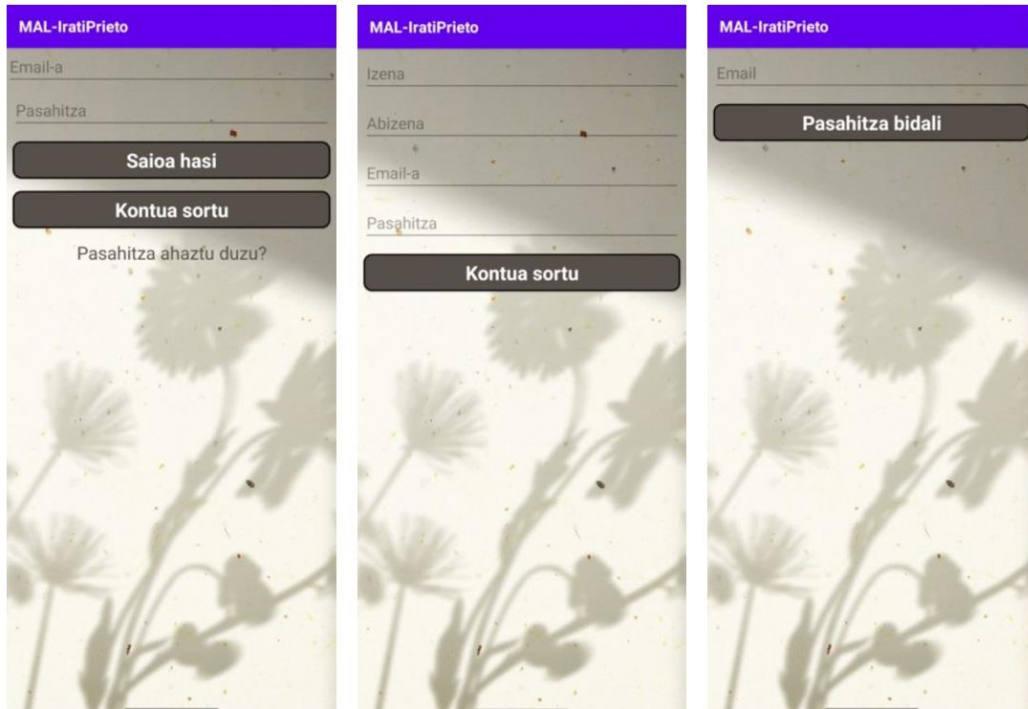 MAL-IratiPrieto
Email-a
Pasahitza
Saioa hasi
Kontua sortu
Pasahitza ahaztu duzu?
MAL-IratiPrieto
Izena
Abizena
Email-a
Pasahitza
Kontua sortu
MAL-IratiPrieto
Email
Pasahitza bidali